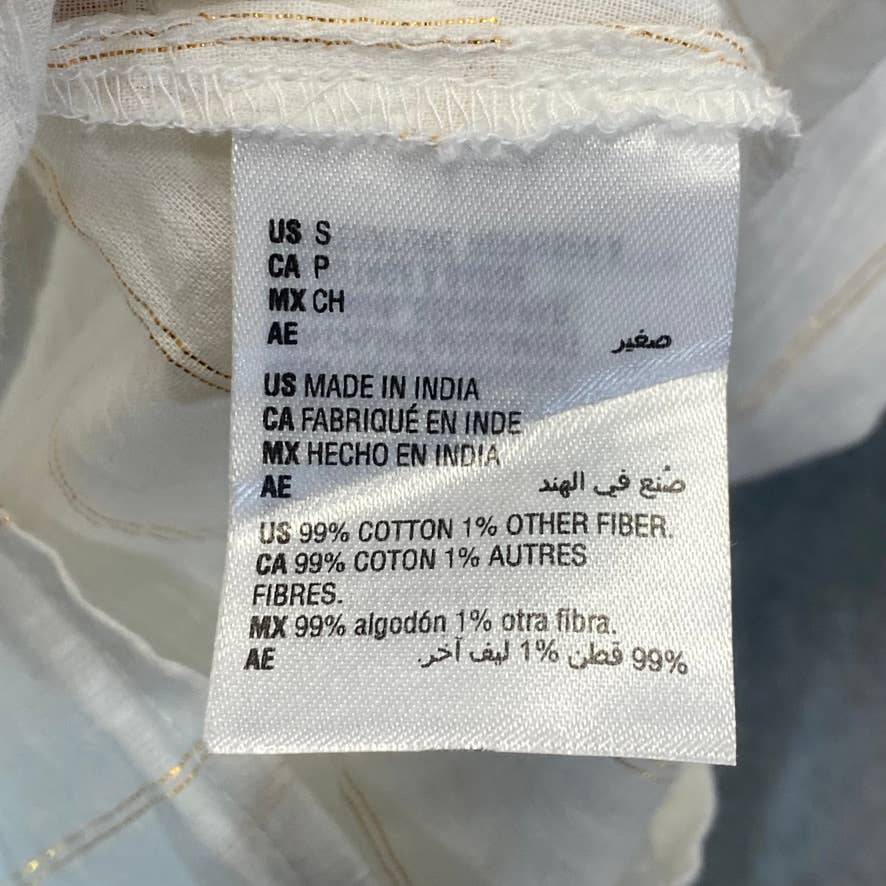 US S
CA P
MX CH
AE صغير
US MADE IN INDIA
CA FABRIQUÉ EN INDE
MX HECHO EN INDIA
AE صُنع في الهند
US 99% COTTON 1% OTHER FIBER.
CA 99% COTON 1% AUTRES
FIBRES.
MX 99% algodón 1% otra fibra.
AE 99% قطن 1% ليف آخر.